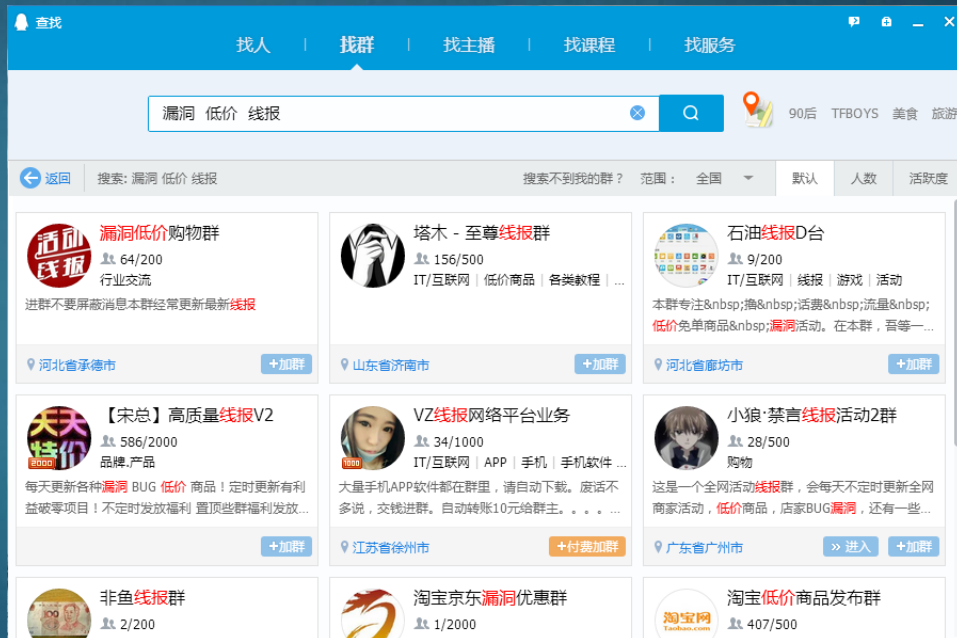 查找
找人 找群 找主播 找课程 找服务
漏洞 低价 线报
90后 TFBOYS 美食 旅游
返回 搜索: 漏洞 低价 线报 搜索不到我的群？ 范围： 全国 默认 人数 活跃度
活动
线报
漏洞低价购物群
64/200
行业交流
进群不要屏蔽消息本群经常更新最新线报
河北省承德市 +加群
塔木 - 至尊线报群
156/500
IT/互联网 | 低价商品 | 各类教程 | ...
山东省济南市 +加群
石油线报D台
9/200
IT/互联网 | 线报 | 游戏 | 活动
本群专注&nbsp;撸&nbsp;话费&nbsp;流量&nbsp;
低价免单商品&nbsp;漏洞活动。在本群，吾等一...
河北省廊坊市 +加群
天天
特价
2000
【宋总】高质量线报V2
586/2000
品牌.产品
每天更新各种漏洞 BUG 低价 商品！定时更新有利
益破零项目！不定时发放福利 置顶些群福利发放...
+加群
1000
VZ线报网络平台业务
34/1000
IT/互联网 | APP | 手机 | 手机软件 ...
大量手机APP软件都在群里，请自动下载。废话不
多说，交钱进群。自动转账10元给群主。。。。...
江苏省徐州市 +付费加群
小狼·禁言线报活动2群
28/500
购物
这是一个全网活动线报群，会每天不定时更新全网
商家活动，低价商品，店家BUG漏洞，还有一些...
广东省广州市 » 进入 +加群
100
非鱼线报群
2/200
淘宝京东漏洞优惠群
1/2000
淘宝网
Taobao.com
淘宝低价商品发布群
407/500